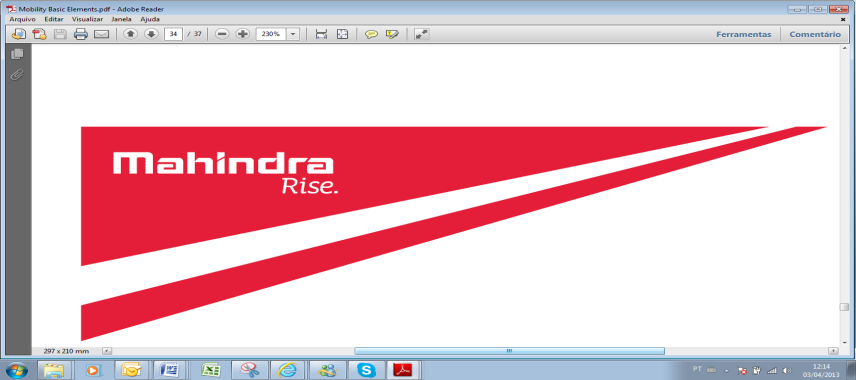 Mobility Basic Elements.pdf - Adobe Reader
Arquivo Editar Visualizar Janela Ajuda
34 / 37 230% Ferramentas Comentário
Mahindra
Rise.
297 x 210 mm
PT 12:14
03/04/2013